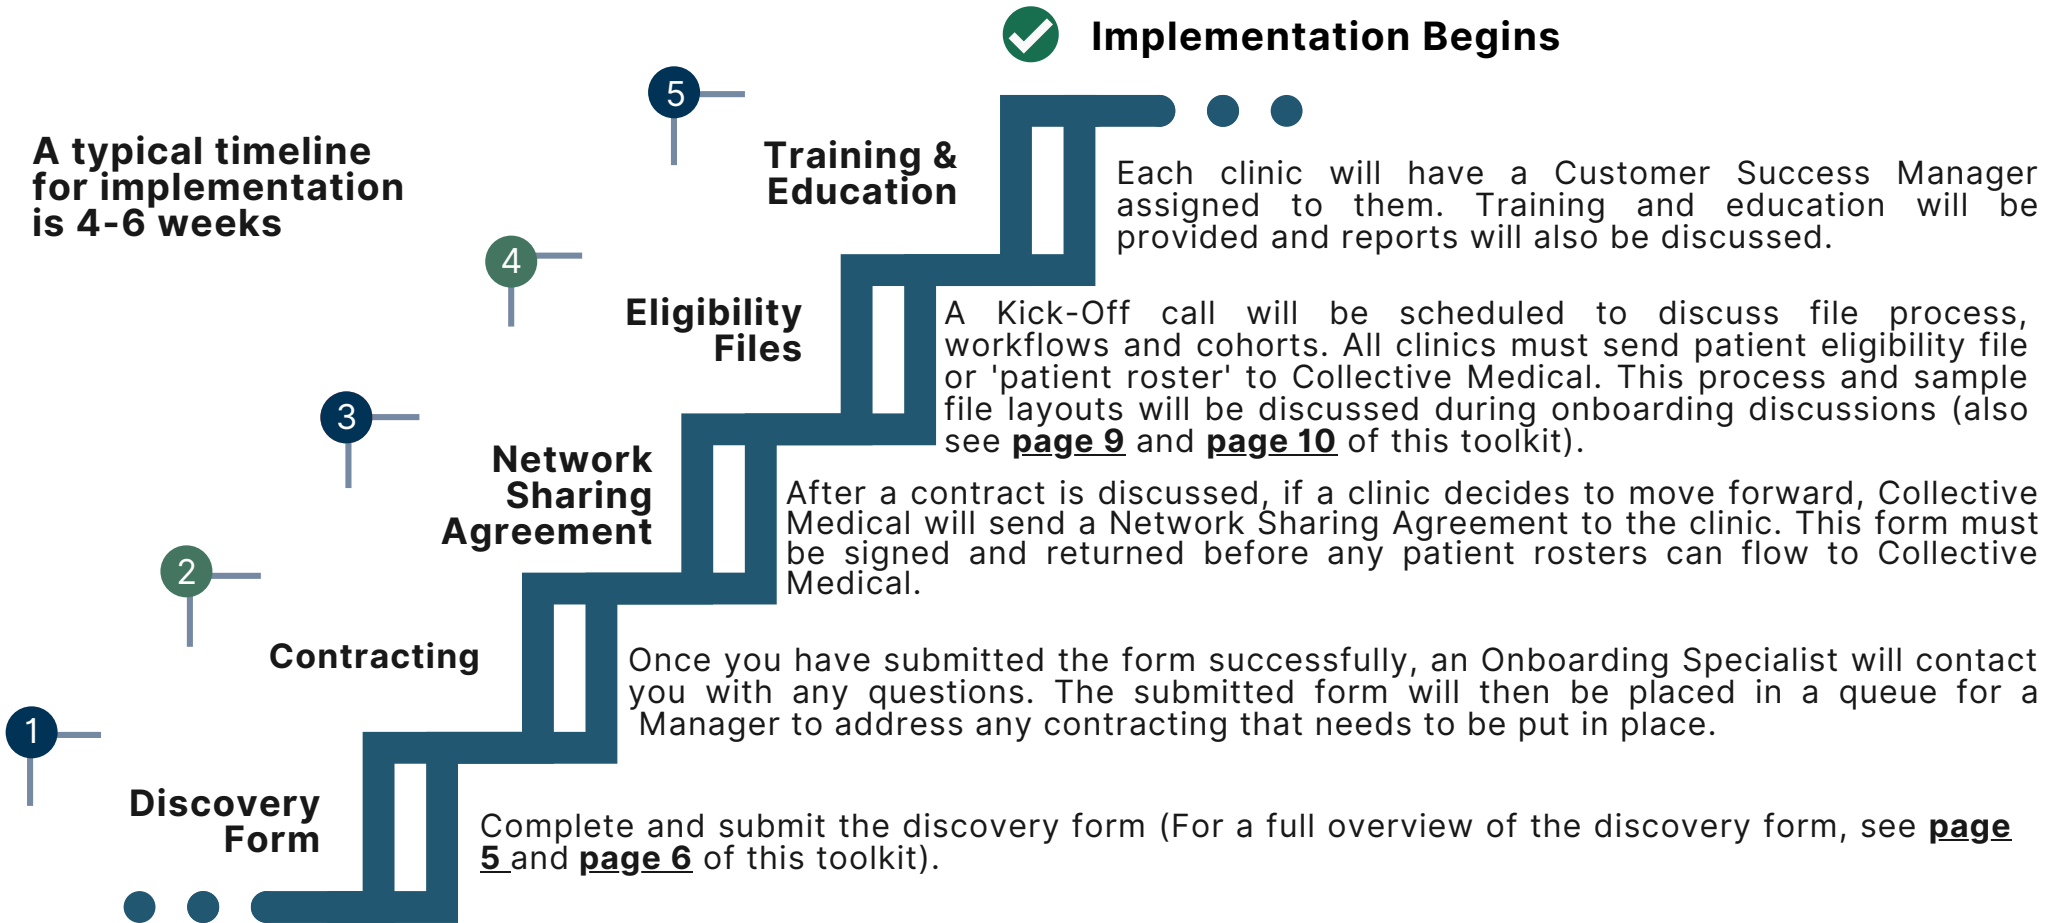 Implementation Begins
A typical timeline
for implementation
is 4-6 weeks
5
Training &
Education
Each clinic will have a Customer Success Manager
assigned to them. Training and education will be
provided and reports will also be discussed.
4
Eligibility
Files
A Kick-Off call will be scheduled to discuss file process,
workflows and cohorts. All clinics must send patient eligibility file
or 'patient roster' to Collective Medical. This process and sample
file layouts will be discussed during onboarding discussions (also
see page 9 and page 10 of this toolkit).
3
Network
Sharing
Agreement
After a contract is discussed, if a clinic decides to move forward, Collective
Medical will send a Network Sharing Agreement to the clinic. This form must
be signed and returned before any patient rosters can flow to Collective
Medical.
2
Contracting
Once you have submitted the form successfully, an Onboarding Specialist will contact
you with any questions. The submitted form will then be placed in a queue for a
Manager to address any contracting that needs to be put in place.
1
Discovery
Form
Complete and submit the discovery form (For a full overview of the discovery form, see page
5 and page 6 of this toolkit).